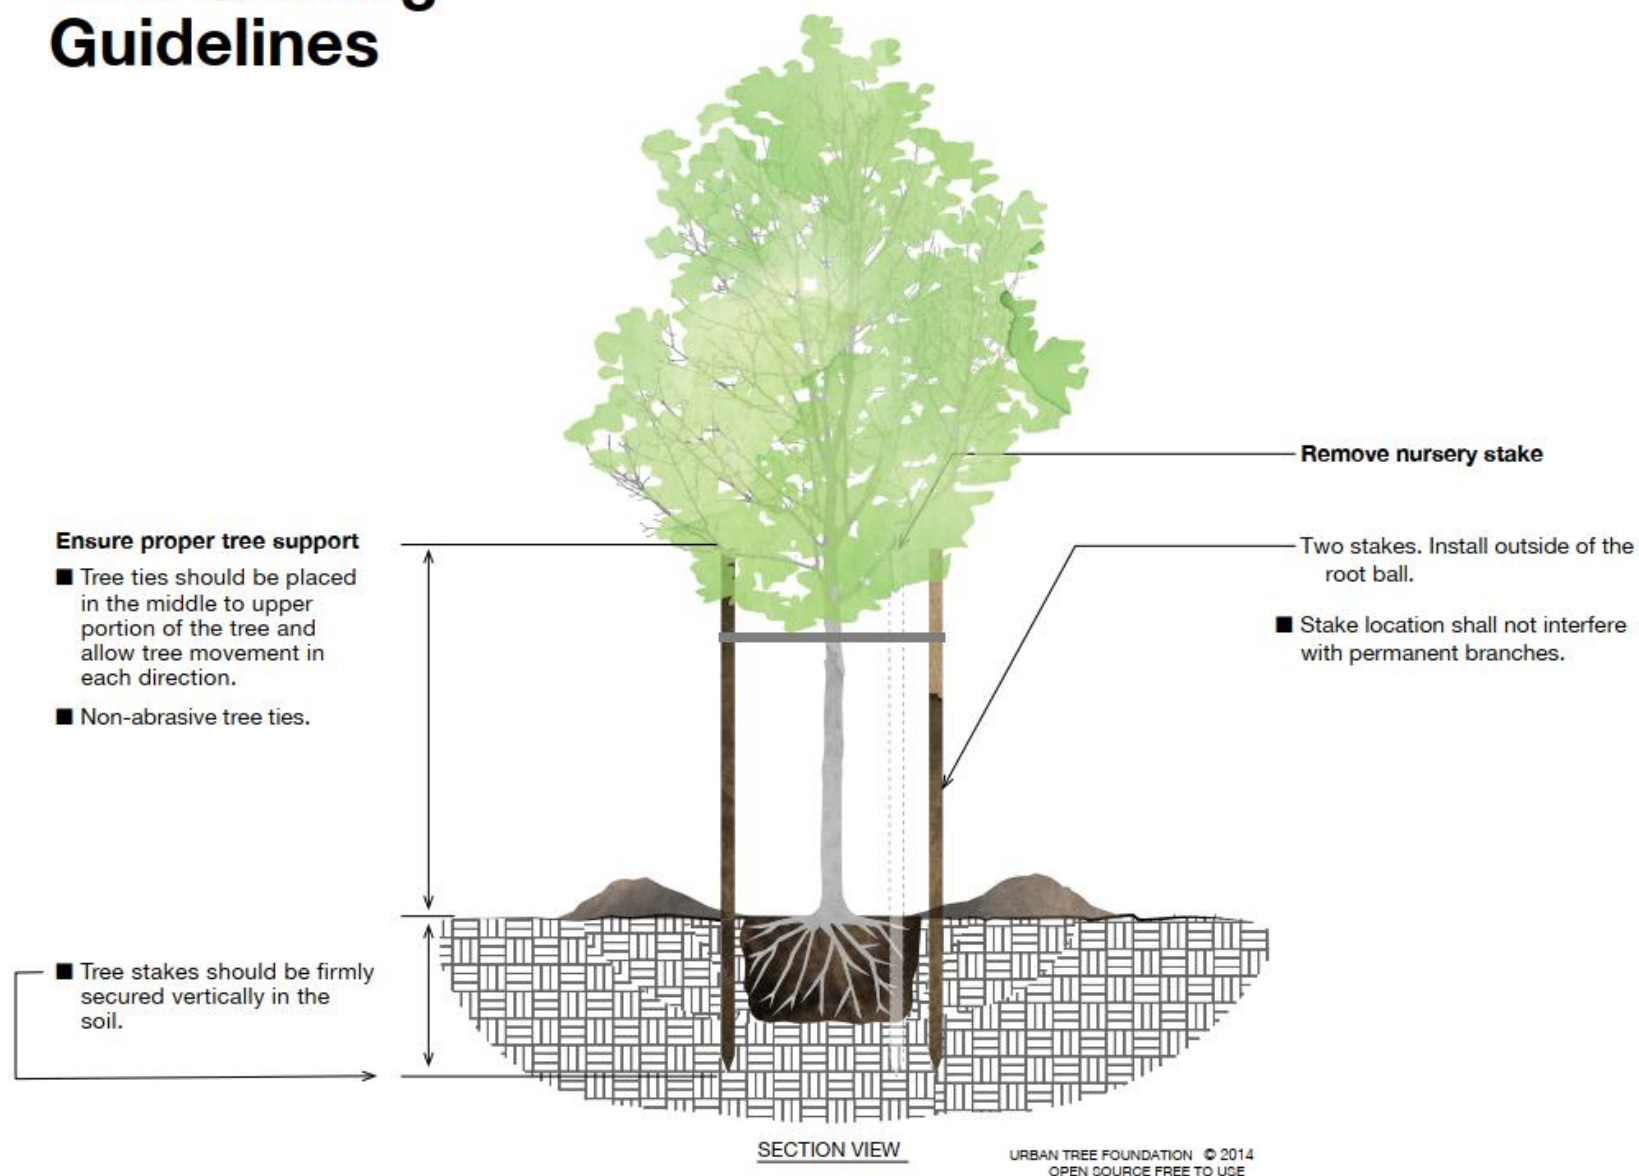 Guidelines
Remove nursery stake
Ensure proper tree support
■ Tree ties should be placed
in the middle to upper
portion of the tree and
allow tree movement in
each direction.
■ Non-abrasive tree ties.
Two stakes. Install outside of the
root ball.
■ Stake location shall not interfere
with permanent branches.
■ Tree stakes should be firmly
secured vertically in the
soil.
SECTION VIEW
URBAN TREE FOUNDATION © 2014
OPEN SOURCE FREE TO USE